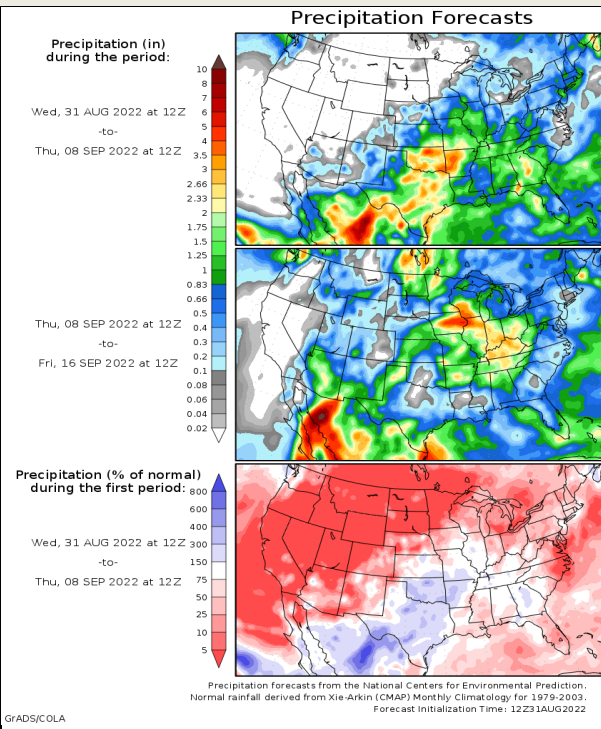 Precipitation Forecasts
Precipitation (in)
during the period:
Wed, 31 AUG 2022 at 12Z
-to-
Thu, 08 SEP 2022 at 12Z
10
8
7
6
5
4
3.5
3
2.66
2.33
2
1.75
1.5
1.25
1
0.83
0.66
0.5
0.4
0.3
0.2
0.1
0.08
0.06
0.04
0.02
Thu, 08 SEP 2022 at 12Z
-to-
Fri, 16 SEP 2022 at 12Z
Precipitation (% of normal)
during the first period:
Wed, 31 AUG 2022 at 12Z
-to-
Thu, 08 SEP 2022 at 12Z
800
600
400
300
150
75
50
25
10
5
Precipitation forecasts from the National Centers for Environmental Prediction.
Normal rainfall derived from Xie-Arkin (CMAP) Monthly Climatology for 1979-2003.
Forecast Initialization Time: 12Z31AUG2022
GrADS/COLA